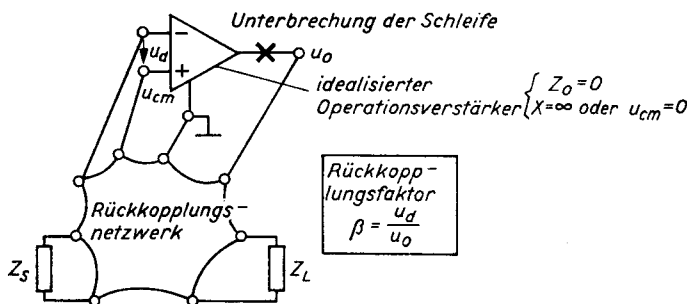 Unterbrechung der Schleife
−
u_d
+
u_cm
u_o
idealisierter
Operationsverstärker { Z_o = 0
X = ∞ oder u_cm = 0
Rückkopp-
lungsfaktor
β = u_d / u_o
Rückkopplungs-
netzwerk
Z_S
Z_L